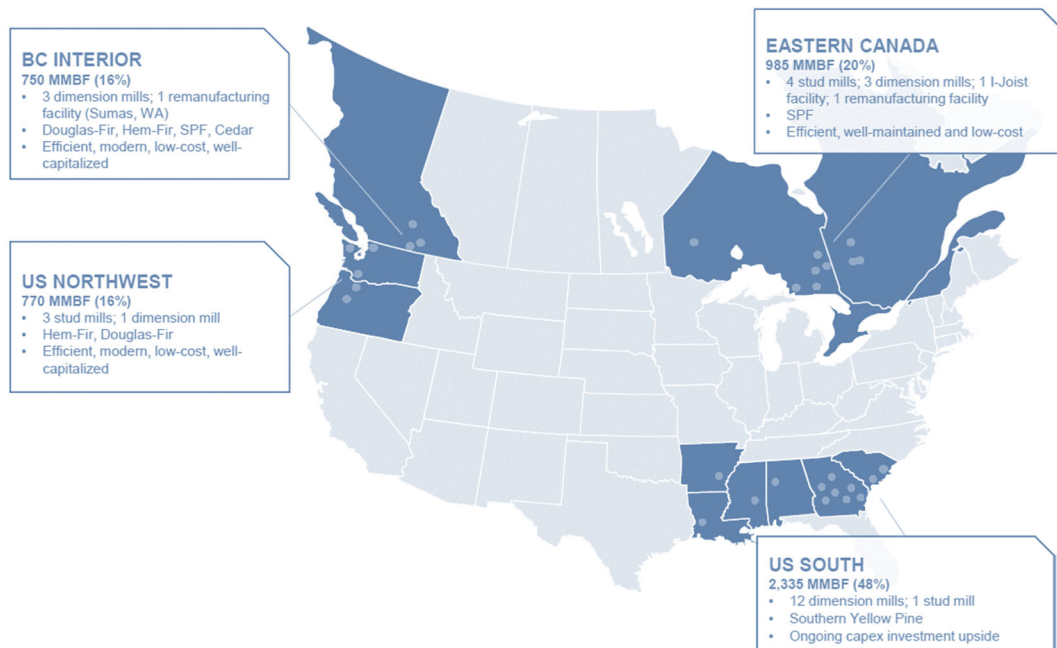 BC INTERIOR
750 MMBF (16%)
• 3 dimension mills; 1 remanufacturing
facility (Sumas, WA)
• Douglas-Fir, Hem-Fir, SPF, Cedar
• Efficient, modern, low-cost, well-
capitalized
EASTERN CANADA
985 MMBF (20%)
• 4 stud mills; 3 dimension mills; 1 I-Joist
facility; 1 remanufacturing facility
• SPF
• Efficient, well-maintained and low-cost
US NORTHWEST
770 MMBF (16%)
• 3 stud mills; 1 dimension mill
• Hem-Fir, Douglas-Fir
• Efficient, modern, low-cost, well-
capitalized
US SOUTH
2,335 MMBF (48%)
• 12 dimension mills; 1 stud mill
• Southern Yellow Pine
• Ongoing capex investment upside